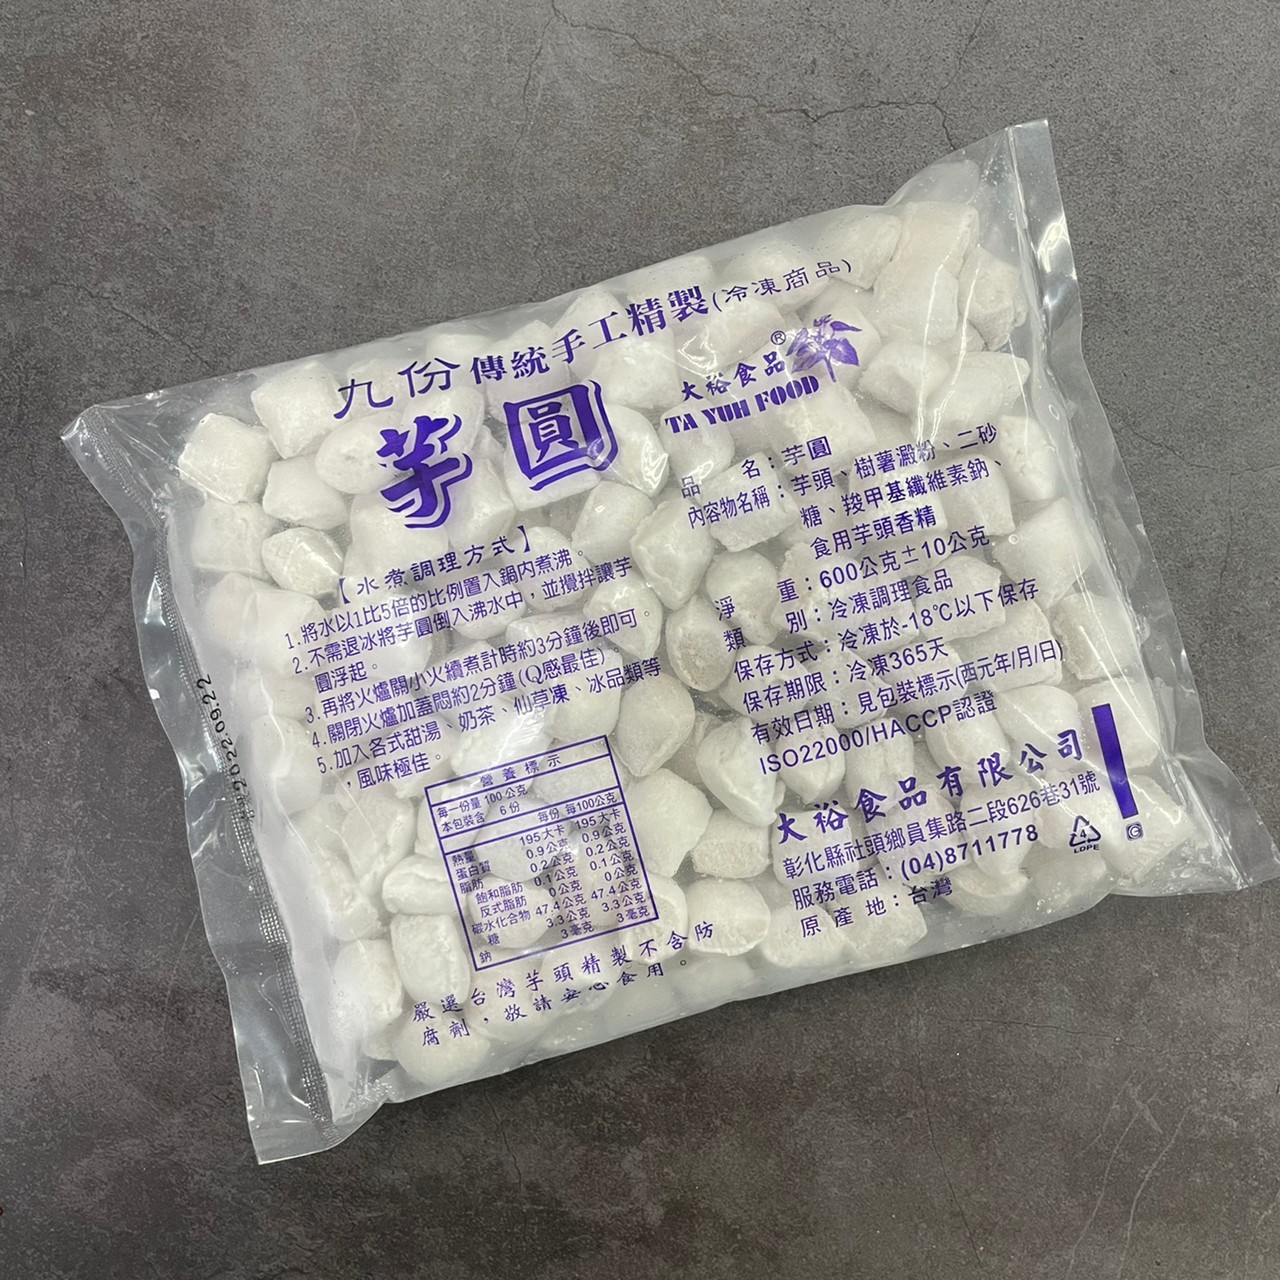 九份傳統手工精製(冷凍商品)
芋圓
大裕食品®
TA YUH FOOD
【水煮調理方式】
1.將水以1比5倍的比例置入鍋內煮沸。
2.不需退冰將芋圓倒入沸水中，並攪拌讓芋
圓浮起。
3.再將火爐關小火續煮計時約3分鐘後即可。
4.關閉火爐加蓋悶約2分鐘(Q感最佳)。
5.加入各式甜湯、奶茶、仙草凍、冰品類等
，風味極佳。
營養標示
每一份量 100公克
本包裝含 6份
每份 每100公克
熱量 195大卡 195大卡
蛋白質 0.9公克 0.9公克
脂肪 0.2公克 0.2公克
飽和脂肪 0.1公克 0.1公克
反式脂肪 0公克 0公克
碳水化合物 47.4公克 47.4公克
糖 3.3公克 3.3公克
鈉 3毫克 3毫克
嚴選台灣芋頭精製不含防
腐劑，敬請安心食用。
品名：芋圓
內容物名稱：芋頭、樹薯澱粉、二砂
糖、羧甲基纖維素鈉、
食用芋頭香精
淨重：600公克±10公克
類別：冷凍調理食品
保存方式：冷凍於-18℃以下保存
保存期限：冷凍365天
有效日期：見包裝標示(西元年/月/日)
ISO22000/HACCP認證
大裕食品有限公司
彰化縣社頭鄉員集路二段626巷31號
服務電話：(04)8711778
原產地：台灣
4
LDPE
2022.09.22